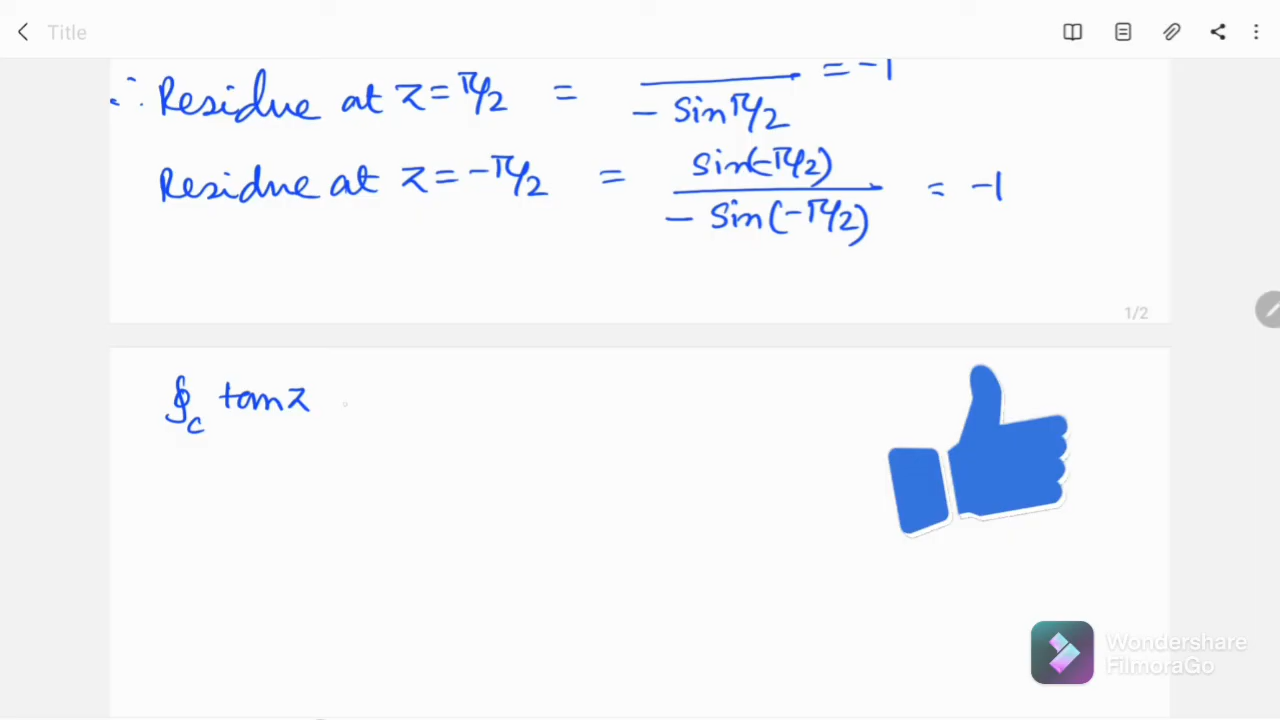 Title
∴ Residue at z = π/2 = ─── / - Sin π/2 = -1
Residue at z = -π/2 = Sin(-π/2) / - Sin(-π/2) = -1
1/2
∮c tan z
Wondershare
FilmoraGo